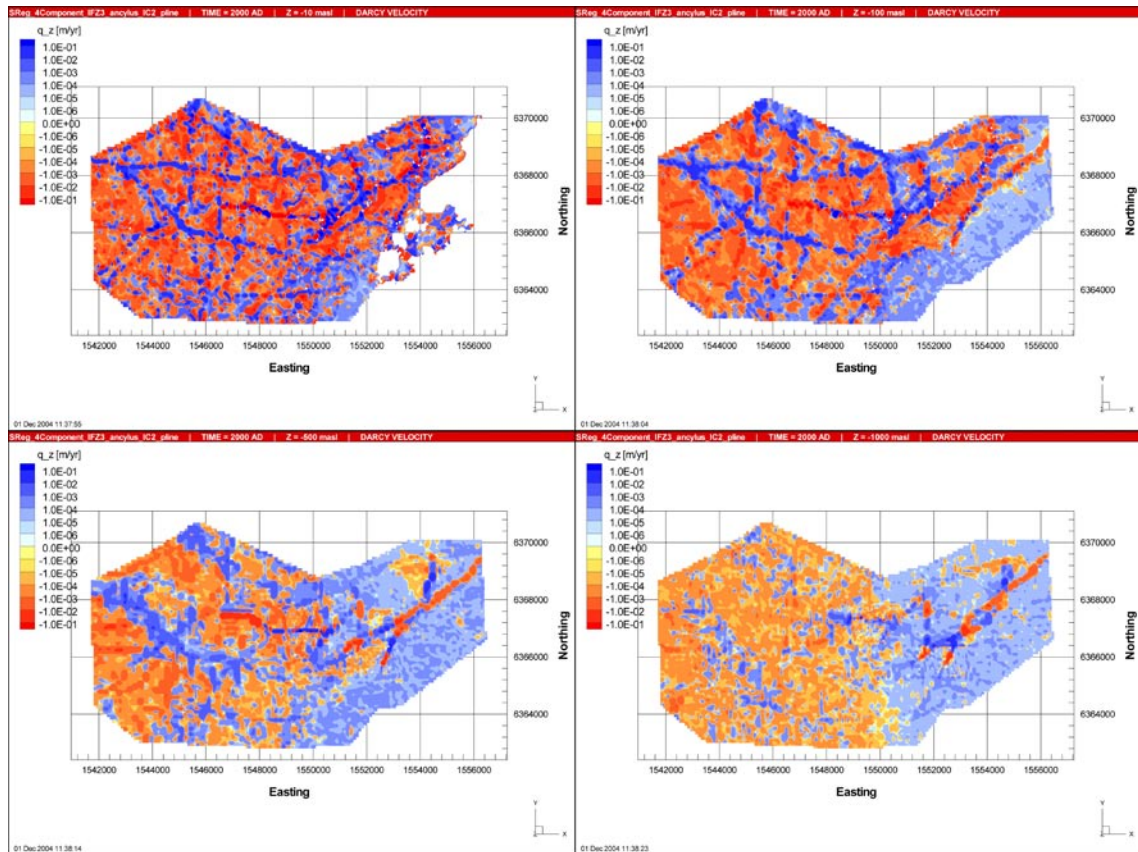 SReg_4Component_IFZ3_ancylus_IC2_pline | TIME = 2000 AD | Z = -10 masl | DARCY VELOCITY
q_z [m/yr]
1.0E-01
1.0E-02
1.0E-03
1.0E-04
1.0E-05
1.0E-06
0.0E+00
-1.0E-06
-1.0E-05
-1.0E-04
-1.0E-03
-1.0E-02
-1.0E-01
6370000
6368000
6366000
6364000
Northing
1542000 1544000 1546000 1548000 1550000 1552000 1554000 1556000
Easting
Y
Z X
01 Dec 2004 11:37:55
SReg_4Component_IFZ3_ancylus_IC2_pline | TIME = 2000 AD | Z = -100 masl | DARCY VELOCITY
q_z [m/yr]
1.0E-01
1.0E-02
1.0E-03
1.0E-04
1.0E-05
1.0E-06
0.0E+00
-1.0E-06
-1.0E-05
-1.0E-04
-1.0E-03
-1.0E-02
-1.0E-01
6370000
6368000
6366000
6364000
Northing
1542000 1544000 1546000 1548000 1550000 1552000 1554000 1556000
Easting
Y
Z X
01 Dec 2004 11:38:04
SReg_4Component_IFZ3_ancylus_IC2_pline | TIME = 2000 AD | Z = -500 masl | DARCY VELOCITY
q_z [m/yr]
1.0E-01
1.0E-02
1.0E-03
1.0E-04
1.0E-05
1.0E-06
0.0E+00
-1.0E-06
-1.0E-05
-1.0E-04
-1.0E-03
-1.0E-02
-1.0E-01
6370000
6368000
6366000
6364000
Northing
1542000 1544000 1546000 1548000 1550000 1552000 1554000 1556000
Easting
Y
Z X
01 Dec 2004 11:38:14
SReg_4Component_IFZ3_ancylus_IC2_pline | TIME = 2000 AD | Z = -1000 masl | DARCY VELOCITY
q_z [m/yr]
1.0E-01
1.0E-02
1.0E-03
1.0E-04
1.0E-05
1.0E-06
0.0E+00
-1.0E-06
-1.0E-05
-1.0E-04
-1.0E-03
-1.0E-02
-1.0E-01
6370000
6368000
6366000
6364000
Northing
1542000 1544000 1546000 1548000 1550000 1552000 1554000 1556000
Easting
Y
Z X
01 Dec 2004 11:38:23